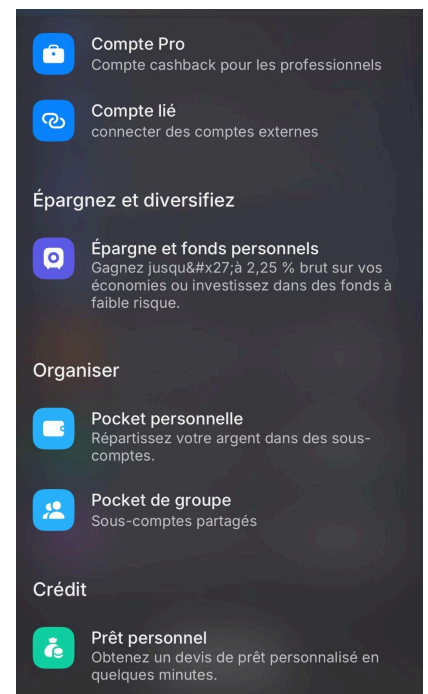 Compte Pro
Compte cashback pour les professionnels
Compte lié
connecter des comptes externes
Épargnez et diversifiez
Épargne et fonds personnels
Gagnez jusqu&#x27;à 2,25 % brut sur vos
économies ou investissez dans des fonds à
faible risque.
Organiser
Pocket personnelle
Répartissez votre argent dans des sous-
comptes.
Pocket de groupe
Sous-comptes partagés
Crédit
Prêt personnel
Obtenez un devis de prêt personnalisé en
quelques minutes.